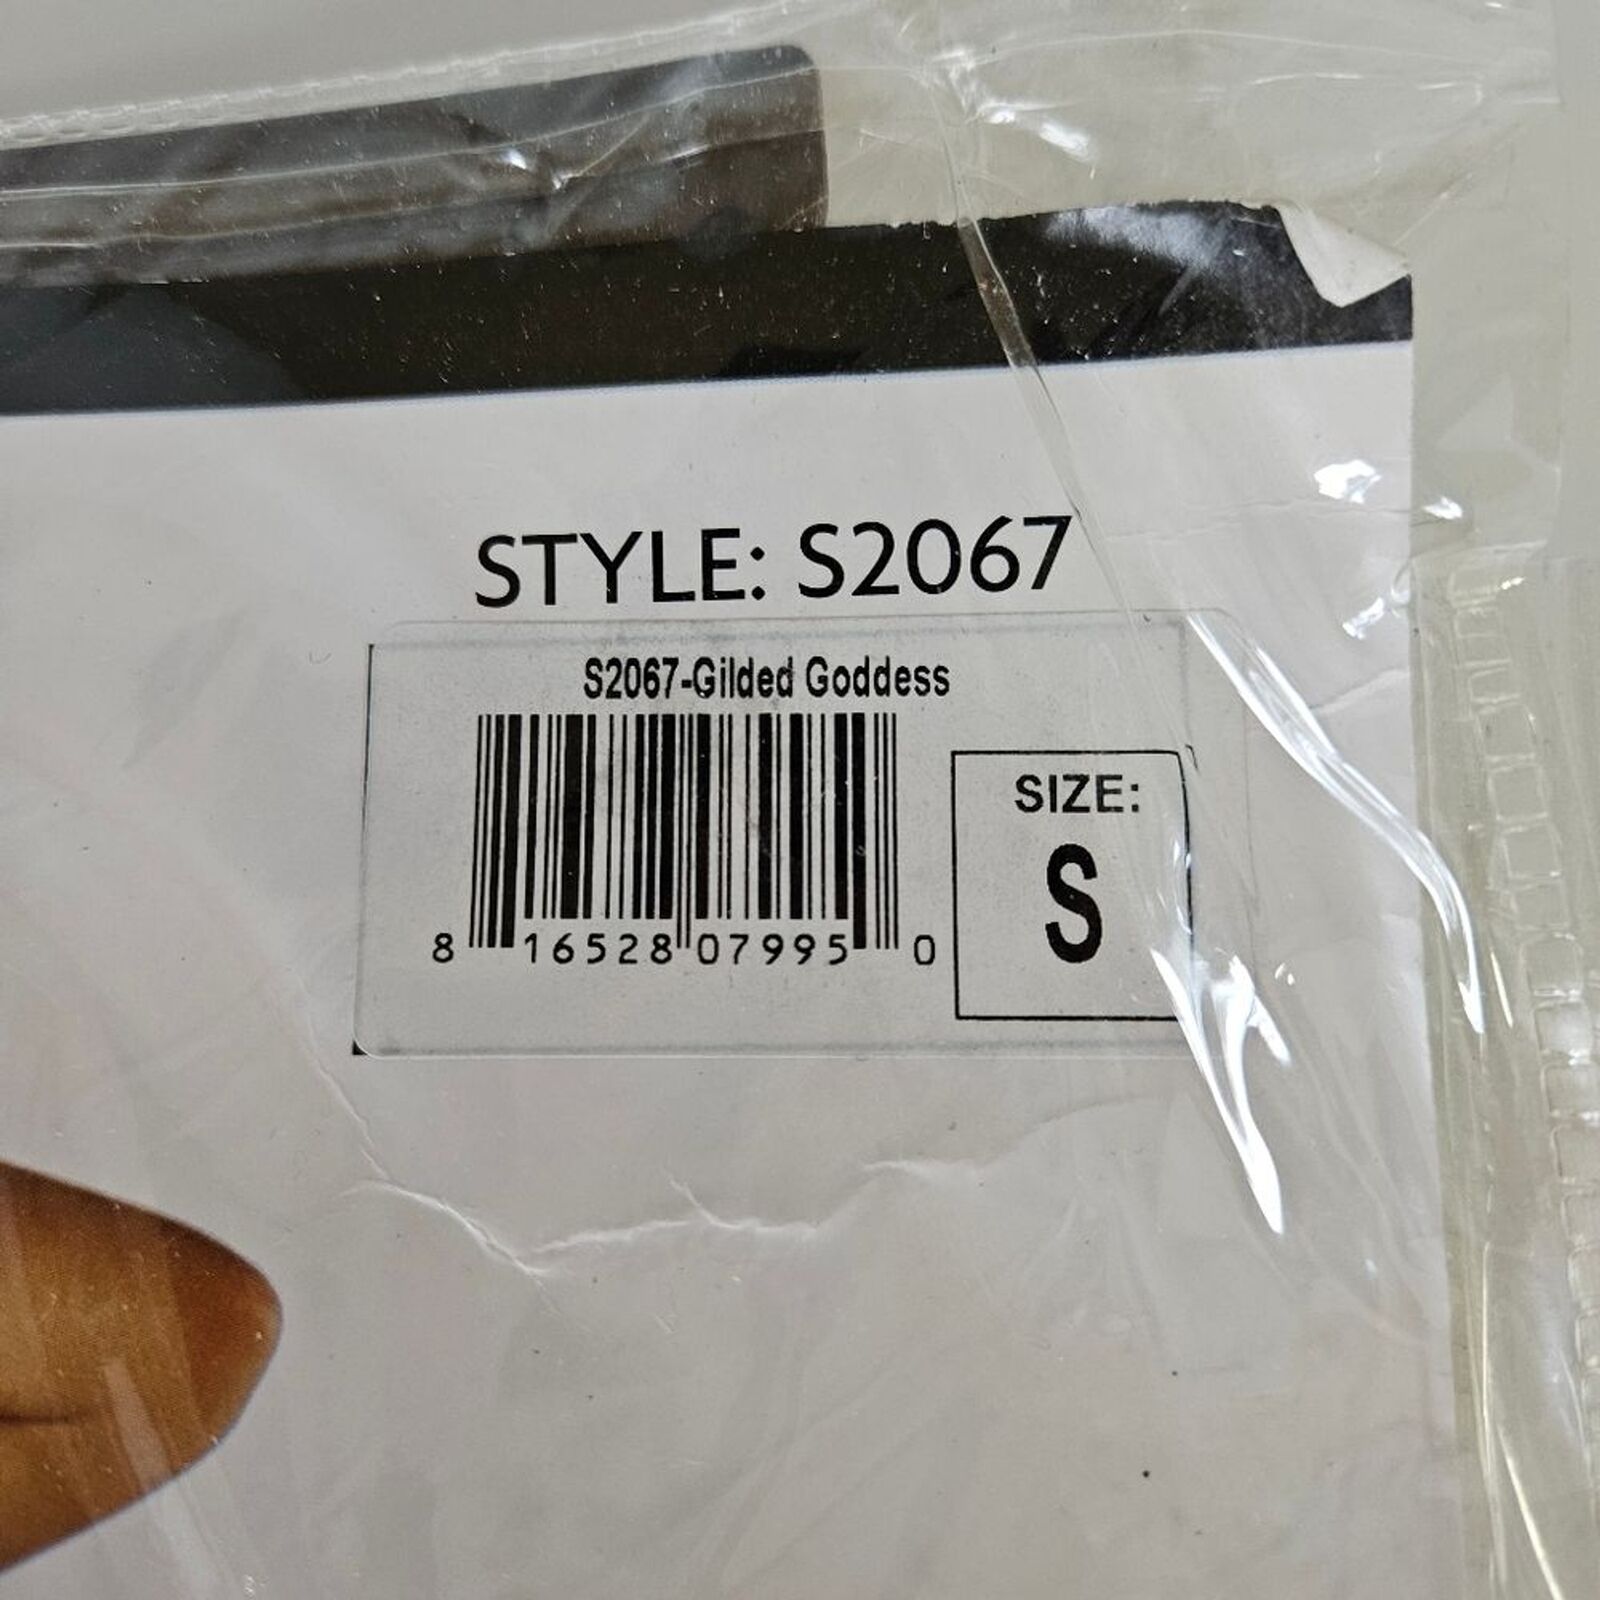 STYLE: S2067
S2067-Gilded Goddess
SIZE:
S
8 16528 07995 0